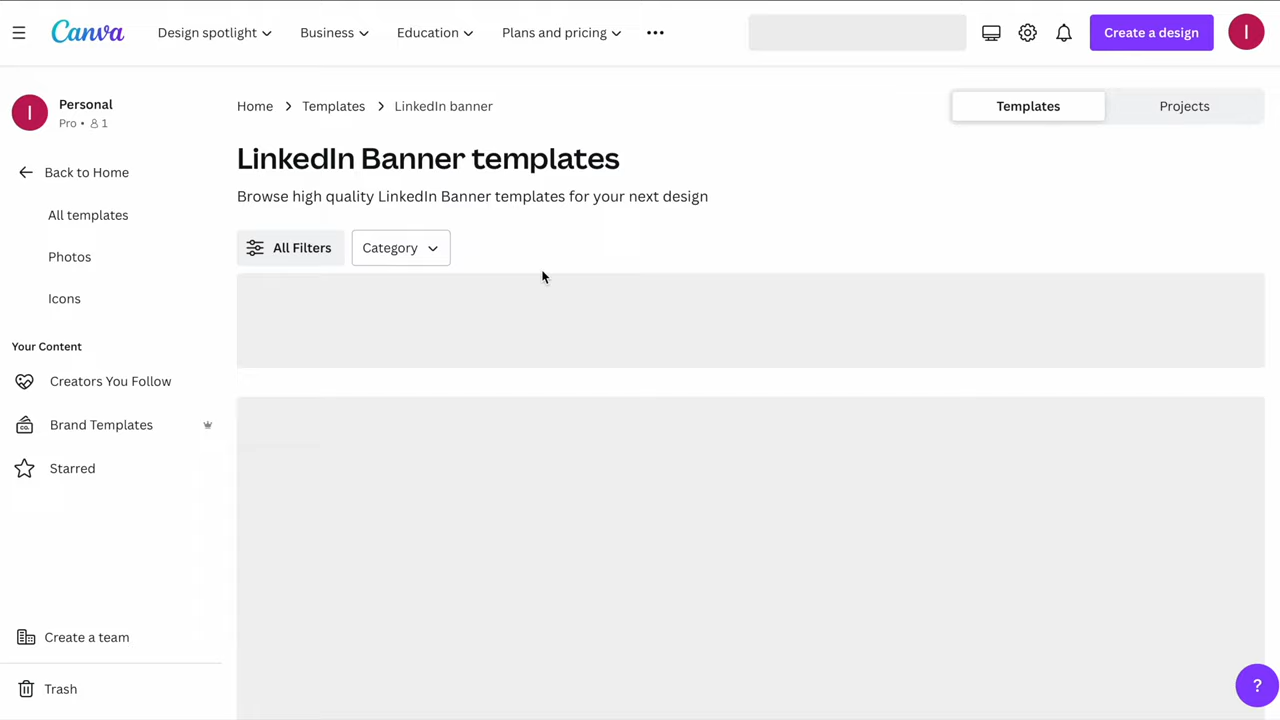 Canva
Design spotlight
Business
Education
Plans and pricing
Create a design
I
I
Personal
Pro • 1
Back to Home
All templates
Photos
Icons
Your Content
Creators You Follow
Brand Templates
Starred
Create a team
Trash
Home
Templates
LinkedIn banner
Templates
Projects
LinkedIn Banner templates
Browse high quality LinkedIn Banner templates for your next design
All Filters
Category
?